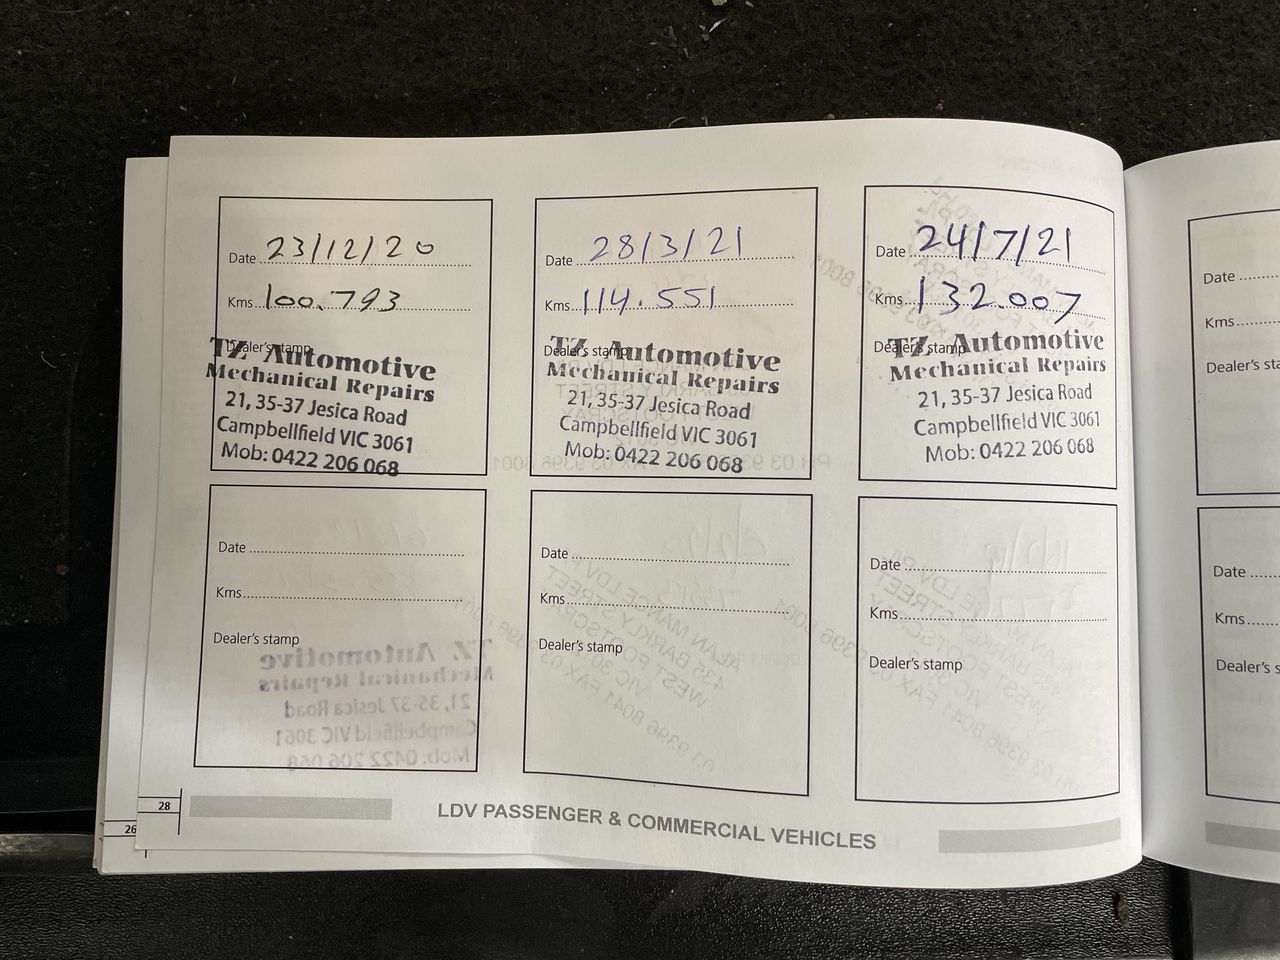 Date 23/12/20
Kms 100.793
Dealer's stamp
TZ Automotive
Mechanical Repairs
21, 35-37 Jesica Road
Campbellfield VIC 3061
Mob: 0422 206 068
Date 28/3/21
Kms 114.551
Dealer's stamp
TZ Automotive
Mechanical Repairs
21, 35-37 Jesica Road
Campbellfield VIC 3061
Mob: 0422 206 068
Date 24/7/21
Kms 132.007
Dealer's stamp
TZ Automotive
Mechanical Repairs
21, 35-37 Jesica Road
Campbellfield VIC 3061
Mob: 0422 206 068
Date
Kms
Dealer's stamp
Date
Kms
Dealer's stamp
Date
Kms
Dealer's stamp
28
26
LDV PASSENGER & COMMERCIAL VEHICLES
Date
Kms
Date
Kms